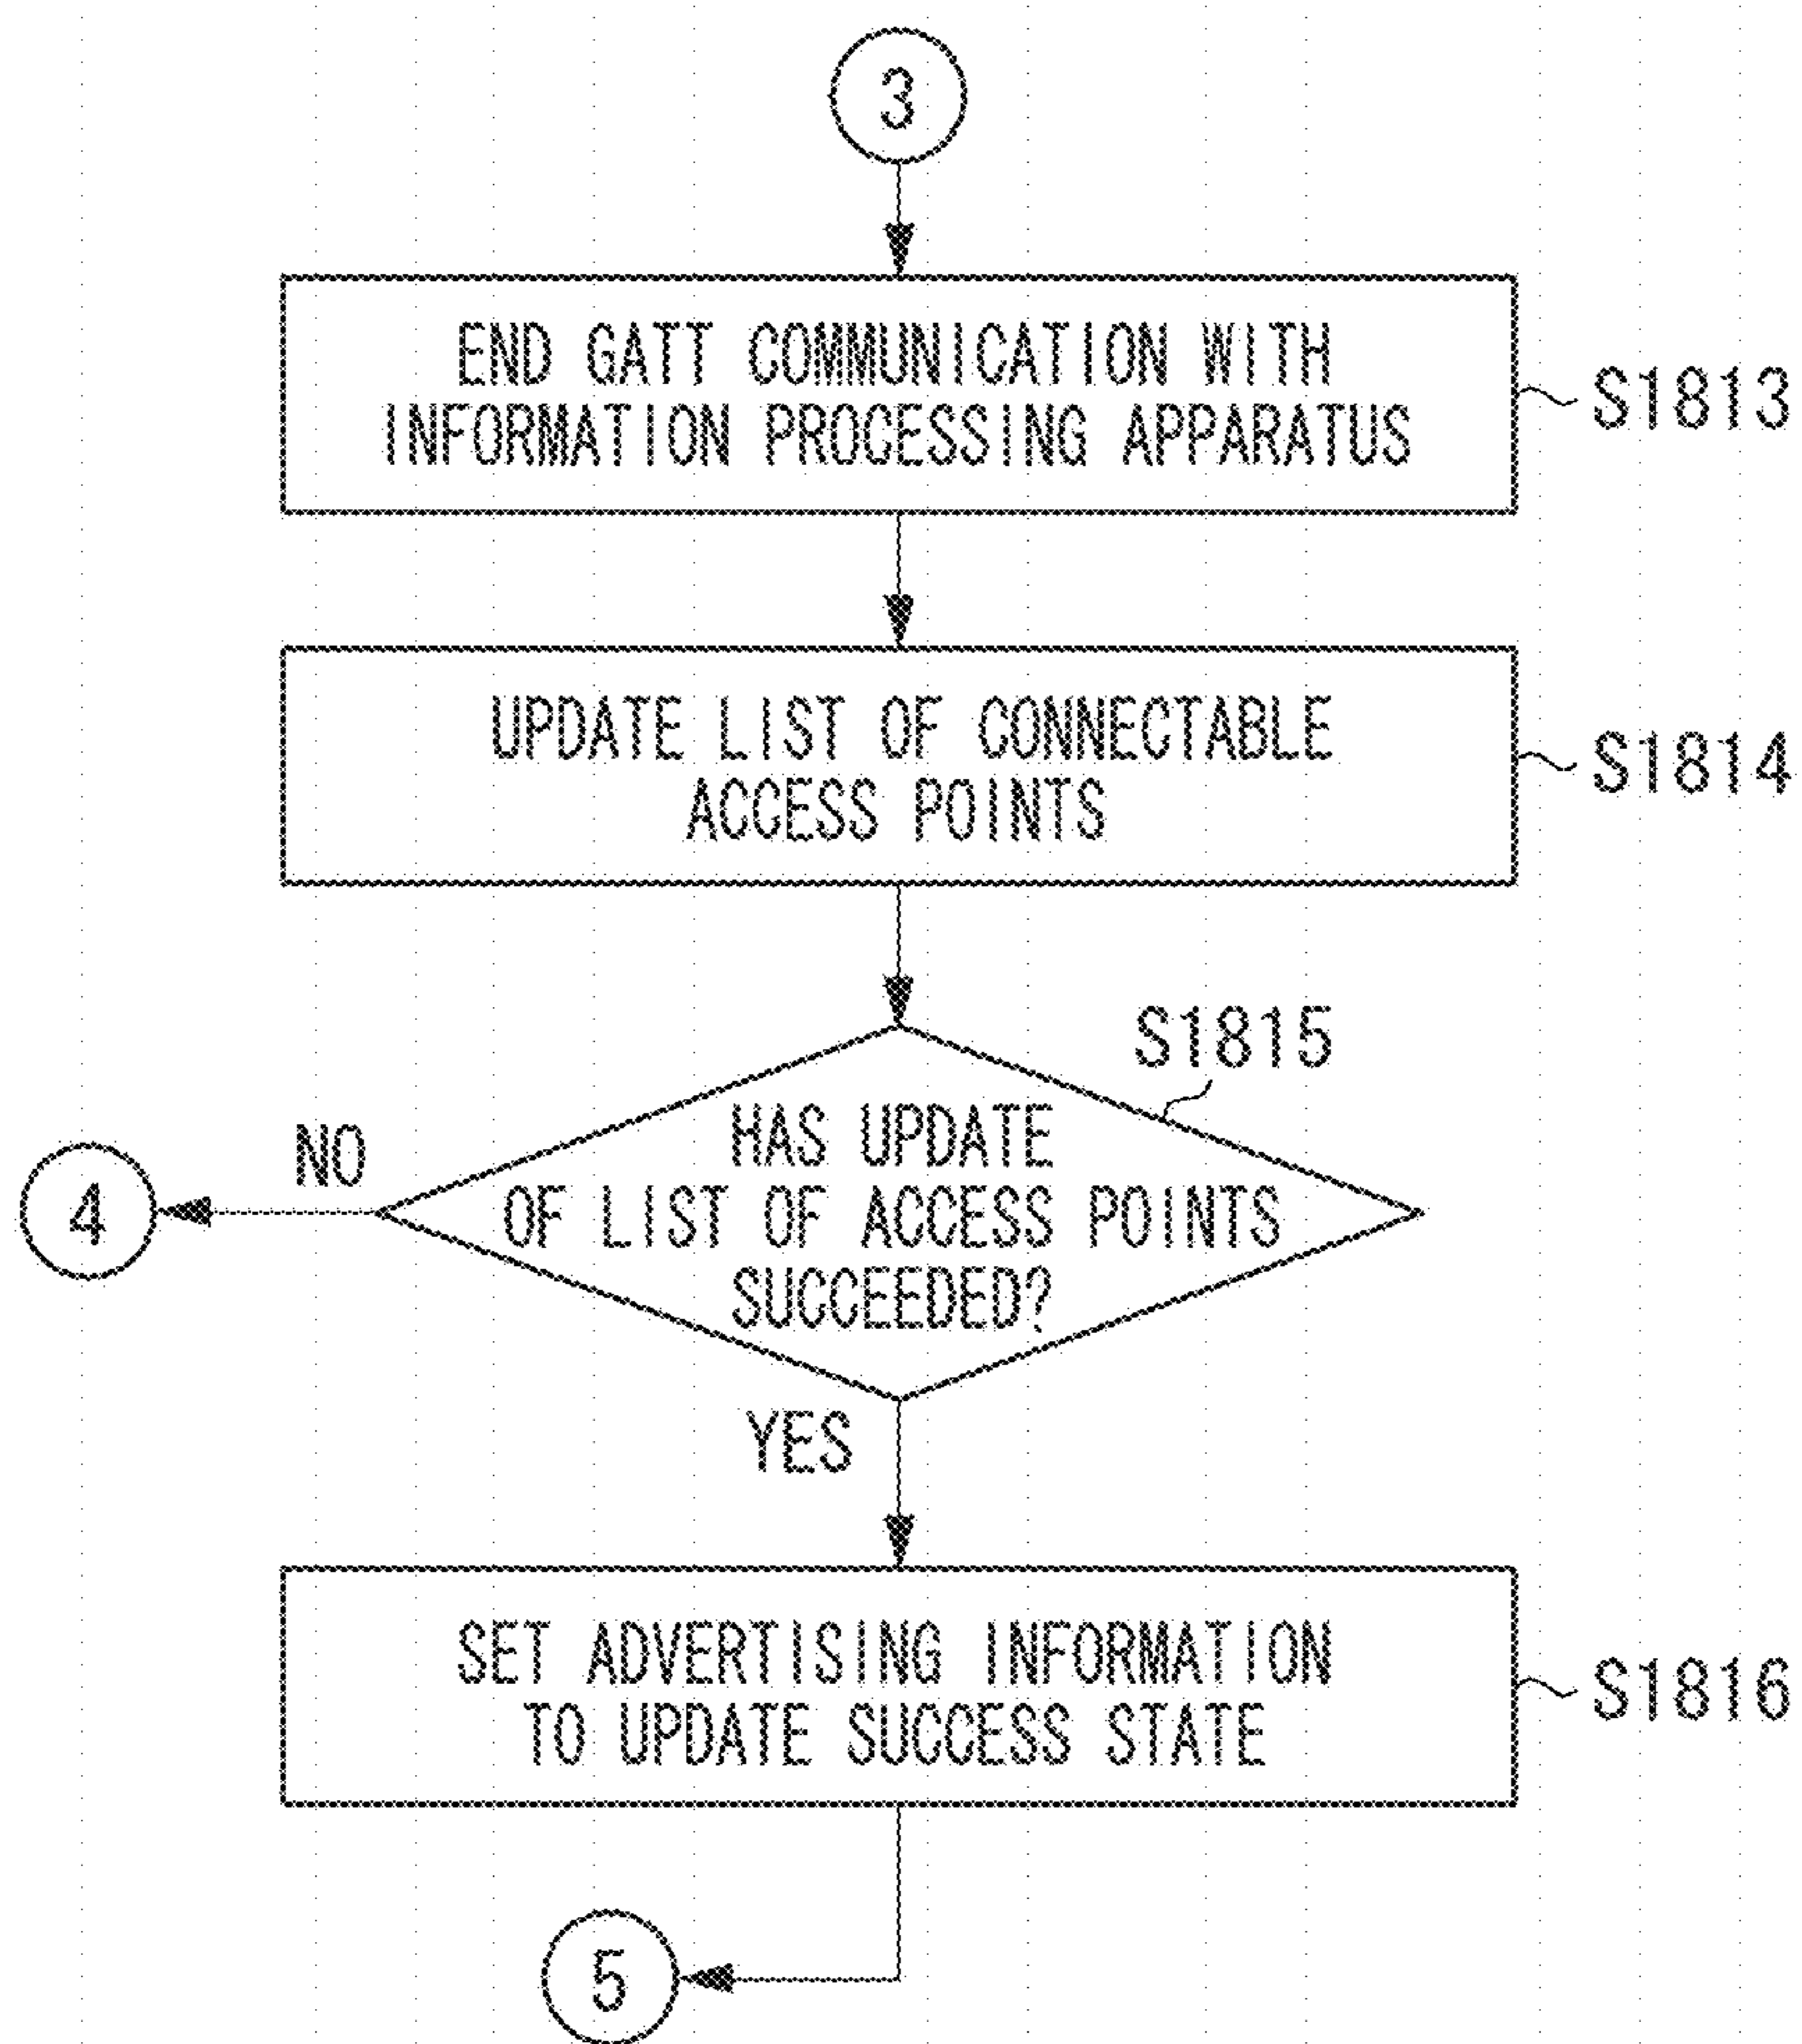 3
END GATT COMMUNICATION WITH
INFORMATION PROCESSING APPARATUS
S1813
UPDATE LIST OF CONNECTABLE
ACCESS POINTS
S1814
S1815
HAS UPDATE
OF LIST OF ACCESS POINTS
SUCCEEDED?
NO
4
YES
SET ADVERTISING INFORMATION
TO UPDATE SUCCESS STATE
S1816
5